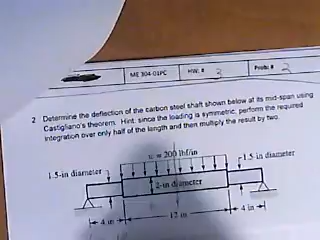 ME 304-01PC
HW: # 3
Prob: # 2
2 Determine the deflection of the carbon steel shaft shown below at its mid-span using
Castigliano's theorem. Hint: since the loading is symmetric, perform the required
integration over only half of the length and then multiply the result by two.
w = 200 lbf/in
1.5-in diameter
1.5 in diameter
2-in diameter
4 in
12 in
4 in